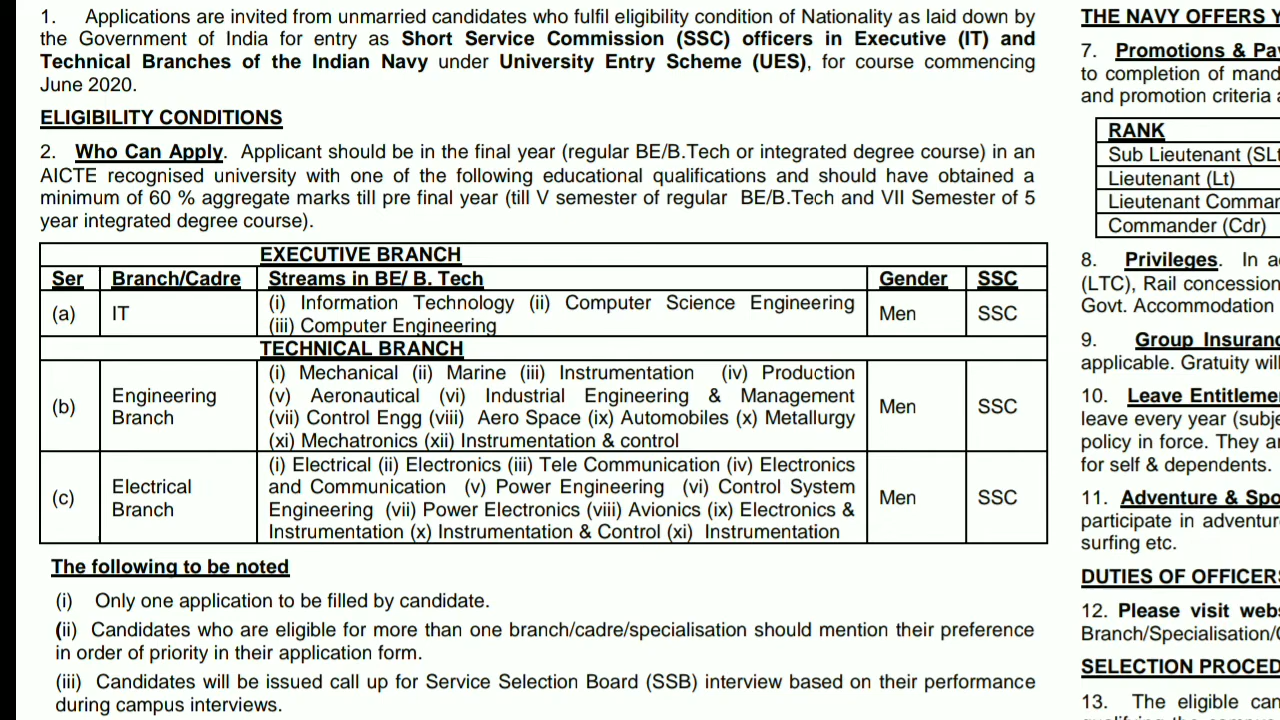 1. Applications are invited from unmarried candidates who fulfil eligibility condition of Nationality as laid down by
the Government of India for entry as Short Service Commission (SSC) officers in Executive (IT) and
Technical Branches of the Indian Navy under University Entry Scheme (UES), for course commencing
June 2020.
ELIGIBILITY CONDITIONS
2. Who Can Apply. Applicant should be in the final year (regular BE/B.Tech or integrated degree course) in an
AICTE recognised university with one of the following educational qualifications and should have obtained a
minimum of 60 % aggregate marks till pre final year (till V semester of regular BE/B.Tech and VII Semester of 5
year integrated degree course).
EXECUTIVE BRANCH
Ser Branch/Cadre Streams in BE/ B. Tech Gender SSC
(a) IT (i) Information Technology (ii) Computer Science Engineering
(iii) Computer Engineering Men SSC
TECHNICAL BRANCH
(b) Engineering
Branch
(i) Mechanical (ii) Marine (iii) Instrumentation (iv) Production
(v) Aeronautical (vi) Industrial Engineering & Management
(vii) Control Engg (viii) Aero Space (ix) Automobiles (x) Metallurgy
(xi) Mechatronics (xii) Instrumentation & control
Men SSC
(c) Electrical
Branch
(i) Electrical (ii) Electronics (iii) Tele Communication (iv) Electronics
and Communication (v) Power Engineering (vi) Control System
Engineering (vii) Power Electronics (viii) Avionics (ix) Electronics &
Instrumentation (x) Instrumentation & Control (xi) Instrumentation
Men SSC
The following to be noted
(i) Only one application to be filled by candidate.
(ii) Candidates who are eligible for more than one branch/cadre/specialisation should mention their preference
in order of priority in their application form.
(iii) Candidates will be issued call up for Service Selection Board (SSB) interview based on their performance
during campus interviews.
THE NAVY OFFERS
7. Promotions &
to completion of
and promotion criteria
RANK
Sub Lieutenant
Lieutenant (Lt)
Lieutenant
Commander (Cdr)
8. Privileges. In
(LTC), Rail concession
Govt. Accommodation
9. Group
applicable. Gratuity
10. Leave
leave every year
policy in force. They
for self & dependents.
11. Adventure &
participate in
surfing etc.
DUTIES OF
12. Please visit
Branch/Specialisation/
SELECTION
13. The eligible